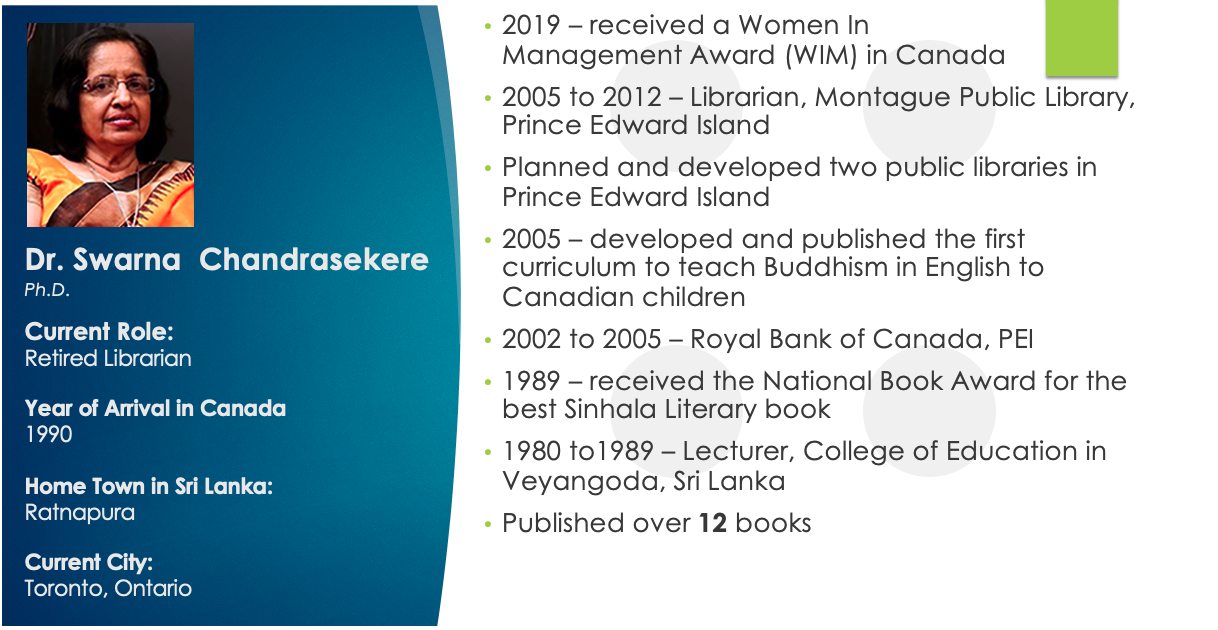 Dr. Swarna Chandrasekere
Ph.D.
Current Role:
Retired Librarian
Year of Arrival in Canada
1990
Home Town in Sri Lanka:
Ratnapura
Current City:
Toronto, Ontario
• 2019 – received a Women In
Management Award (WIM) in Canada
• 2005 to 2012 – Librarian, Montague Public Library,
Prince Edward Island
• Planned and developed two public libraries in
Prince Edward Island
• 2005 – developed and published the first
curriculum to teach Buddhism in English to
Canadian children
• 2002 to 2005 – Royal Bank of Canada, PEI
• 1989 – received the National Book Award for the
best Sinhala Literary book
• 1980 to1989 – Lecturer, College of Education in
Veyangoda, Sri Lanka
• Published over 12 books